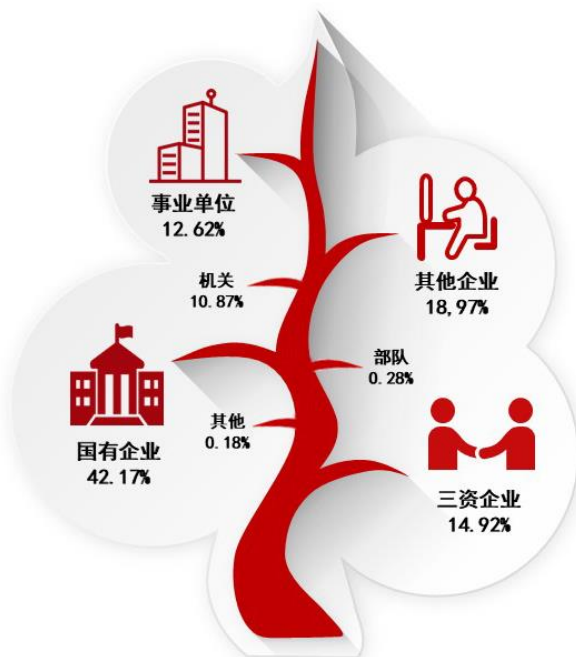 事业单位
12.62%
其他企业
18,97%
机关
10.87%
部队
0.28%
国有企业
42.17%
其他
0.18%
三资企业
14.92%